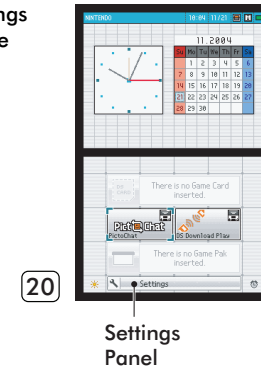 ngs
e
NINTENDO 10:04 11/21
11.2004
Su Mo Tu We Th Fr Sa
1 2 3 4 5 6
7 8 9 10 11 12 13
14 15 16 17 18 19 20
21 22 23 24 25 26 27
28 29 30
There is no Game Card
inserted.
PictoChat
PictoChat
DS Download Play
There is no Game Pak
inserted.
20
Settings
Settings
Panel